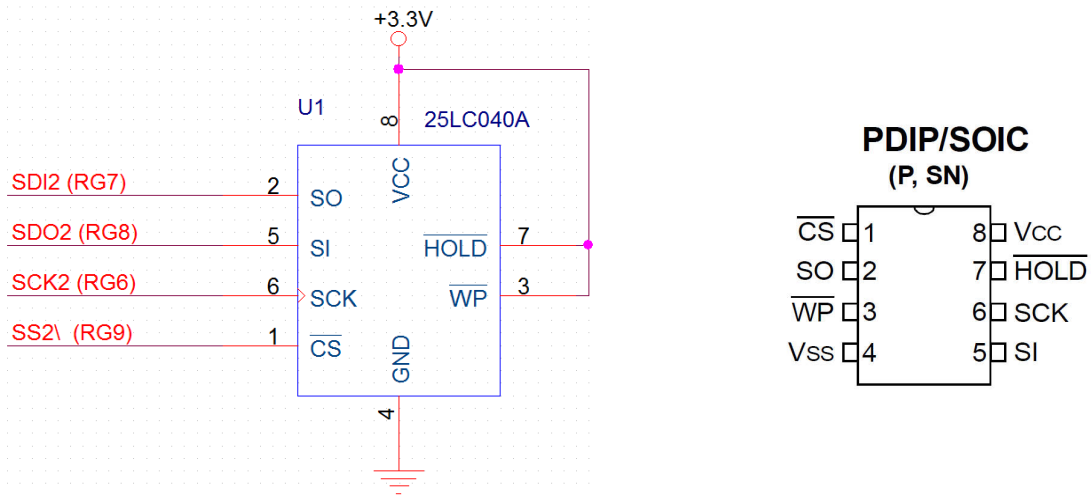 +3.3V
U1
25LC040A
8
VCC
SDI2 (RG7)
2
SO
SDO2 (RG8)
5
SI
HOLD
7
SCK2 (RG6)
6
SCK
WP
3
SS2\ (RG9)
1
CS
GND
4
PDIP/SOIC
(P, SN)
CS 1 8 VCC
SO 2 7 HOLD
WP 3 6 SCK
VSS 4 5 SI